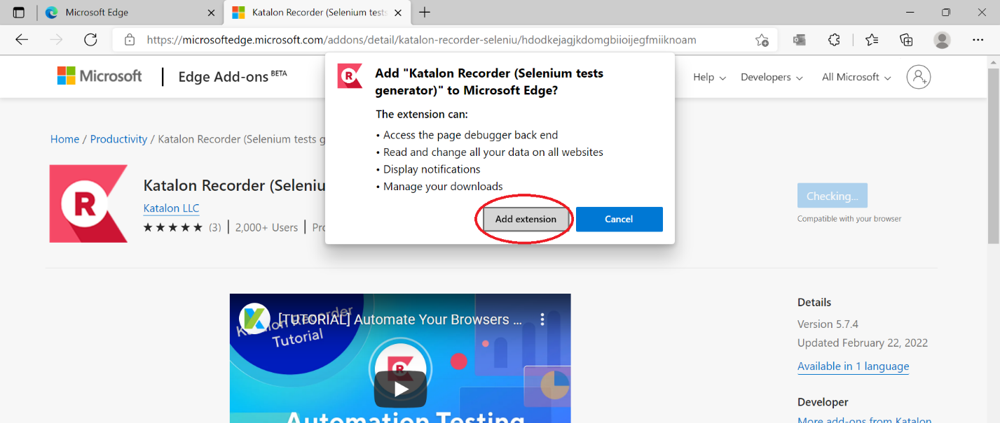 Microsoft Edge
Katalon Recorder (Selenium tests
https://microsoftedge.microsoft.com/addons/detail/katalon-recorder-seleniu/hdodkejagjkdomgbiioijegfmiiknoam
Microsoft
Edge Add-ons BETA
Help
Developers
All Microsoft
Add "Katalon Recorder (Selenium tests
generator)" to Microsoft Edge?
The extension can:
• Access the page debugger back end
• Read and change all your data on all websites
• Display notifications
• Manage your downloads
Add extension
Cancel
Home / Productivity / Katalon Recorder (Selenium tests g
R
Katalon Recorder (Seleniu
Katalon LLC
★ ★ ★ ★ ★ (3) | 2,000+ Users | Pro
Checking...
Compatible with your browser
[TUTORIAL] Automate Your Browsers ...
Katalon Recorder
Tutorial
R
Automation Testing
Details
Version 5.7.4
Updated February 22, 2022
Available in 1 language
Developer
More add-ons from Katalon